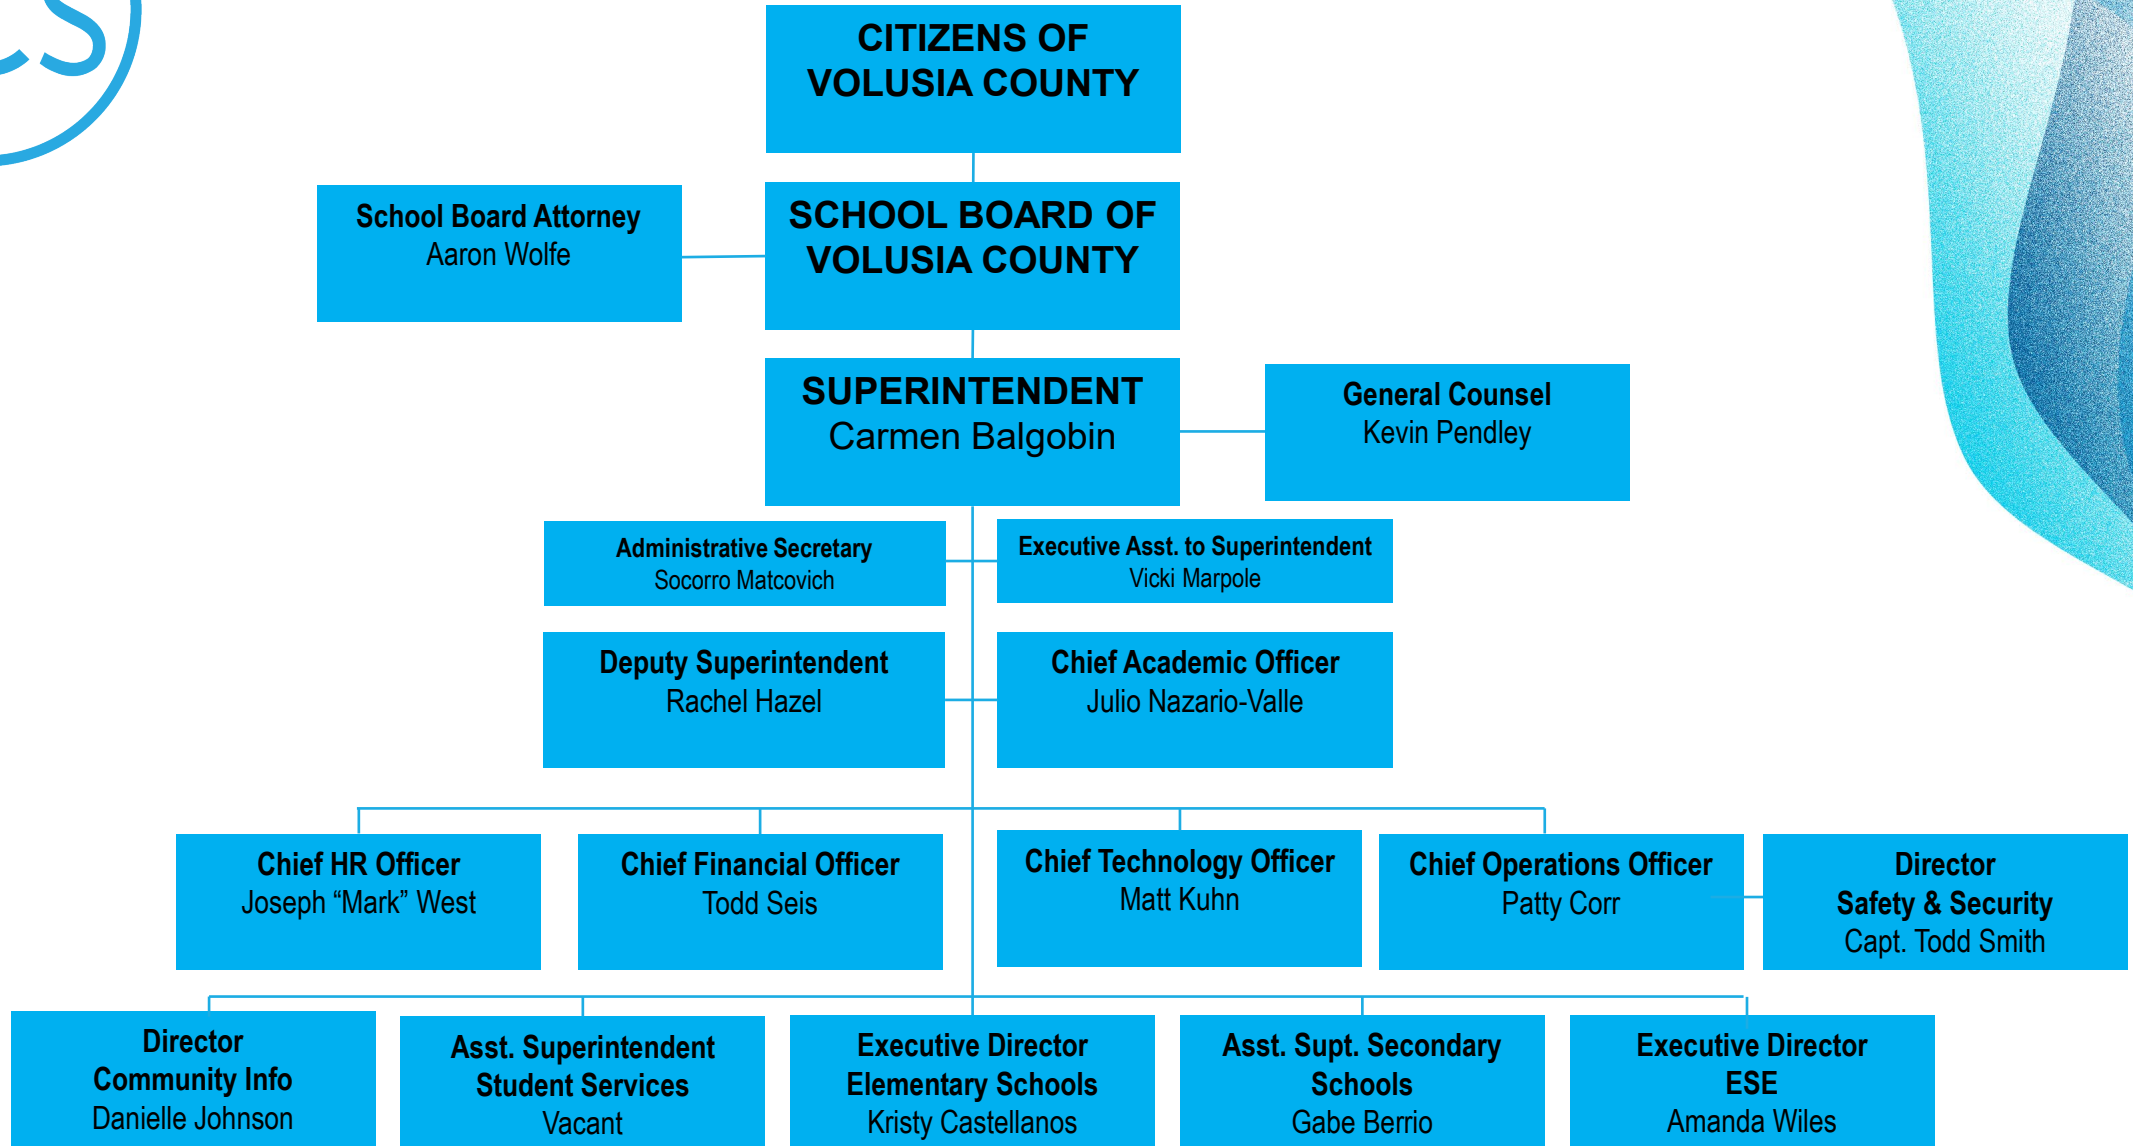 CS
CITIZENS OF
VOLUSIA COUNTY
School Board Attorney
Aaron Wolfe
SCHOOL BOARD OF
VOLUSIA COUNTY
SUPERINTENDENT
Carmen Balgobin
General Counsel
Kevin Pendley
Administrative Secretary
Socorro Matcovich
Executive Asst. to Superintendent
Vicki Marpole
Deputy Superintendent
Rachel Hazel
Chief Academic Officer
Julio Nazario-Valle
Chief HR Officer
Joseph “Mark” West
Chief Financial Officer
Todd Seis
Chief Technology Officer
Matt Kuhn
Chief Operations Officer
Patty Corr
Director
Safety & Security
Capt. Todd Smith
Director
Community Info
Danielle Johnson
Asst. Superintendent
Student Services
Vacant
Executive Director
Elementary Schools
Kristy Castellanos
Asst. Supt. Secondary
Schools
Gabe Berrio
Executive Director
ESE
Amanda Wiles